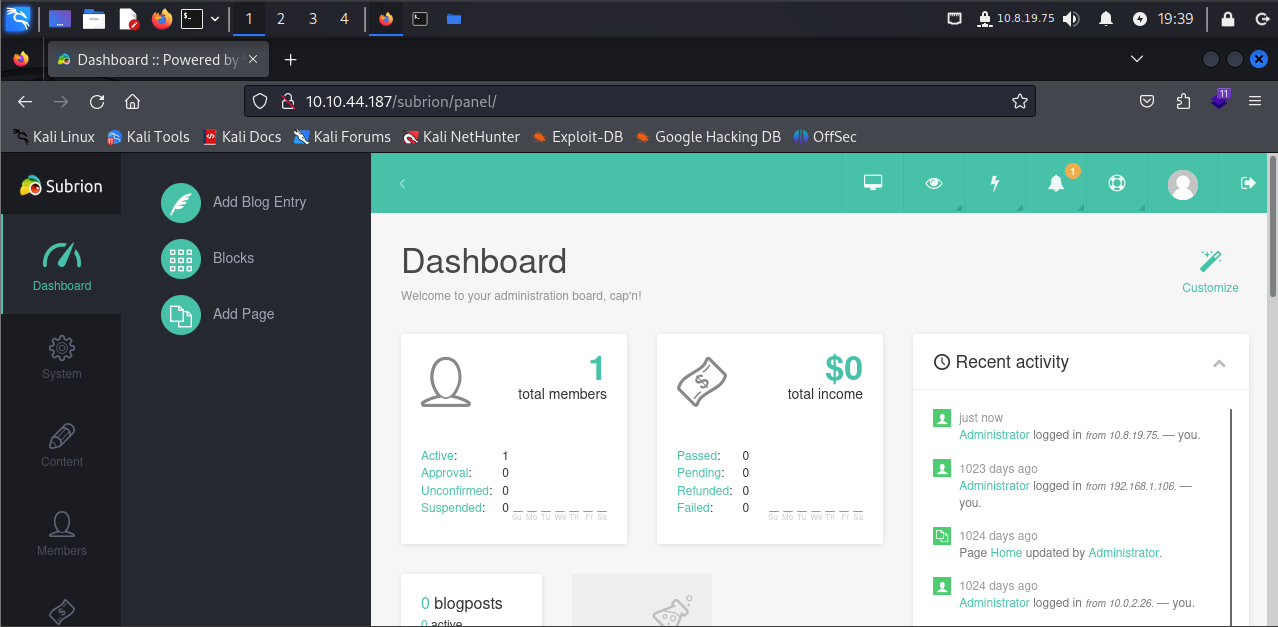 1 2 3 4
10.8.19.75
19:39
Dashboard :: Powered by
10.10.44.187/subrion/panel/
11
Kali Linux Kali Tools Kali Docs Kali Forums Kali NetHunter Exploit-DB Google Hacking DB OffSec
Subrion
Dashboard
System
Content
Members
Add Blog Entry
Blocks
Add Page
1
Dashboard
Welcome to your administration board, cap'n!
Customize
1
total members
Active: 1
Approval: 0
Unconfirmed: 0
Suspended: 0
Su Mo Tu We Th Fr Sa
$0
total income
Passed: 0
Pending: 0
Refunded: 0
Failed: 0
Su Mo Tu We Th Fr Sa
Recent activity
just now
Administrator logged in from 10.8.19.75. — you.
1023 days ago
Administrator logged in from 192.168.1.106. —
you.
1024 days ago
Page Home updated by Administrator.
1024 days ago
Administrator logged in from 10.0.2.26. — you.
0 blogposts
0 active